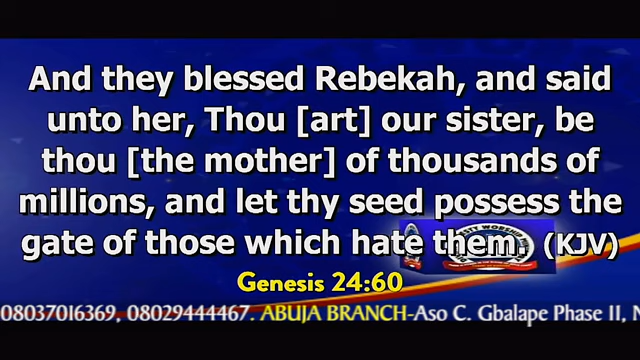 And they blessed Rebekah, and said
unto her, Thou [art] our sister, be
thou [the mother] of thousands of
millions, and let thy seed possess the
gate of those which hate them. (KJV)
Genesis 24:60
08037016369, 08029444467. ABUJA BRANCH-Aso C. Gbalape Phase II, N